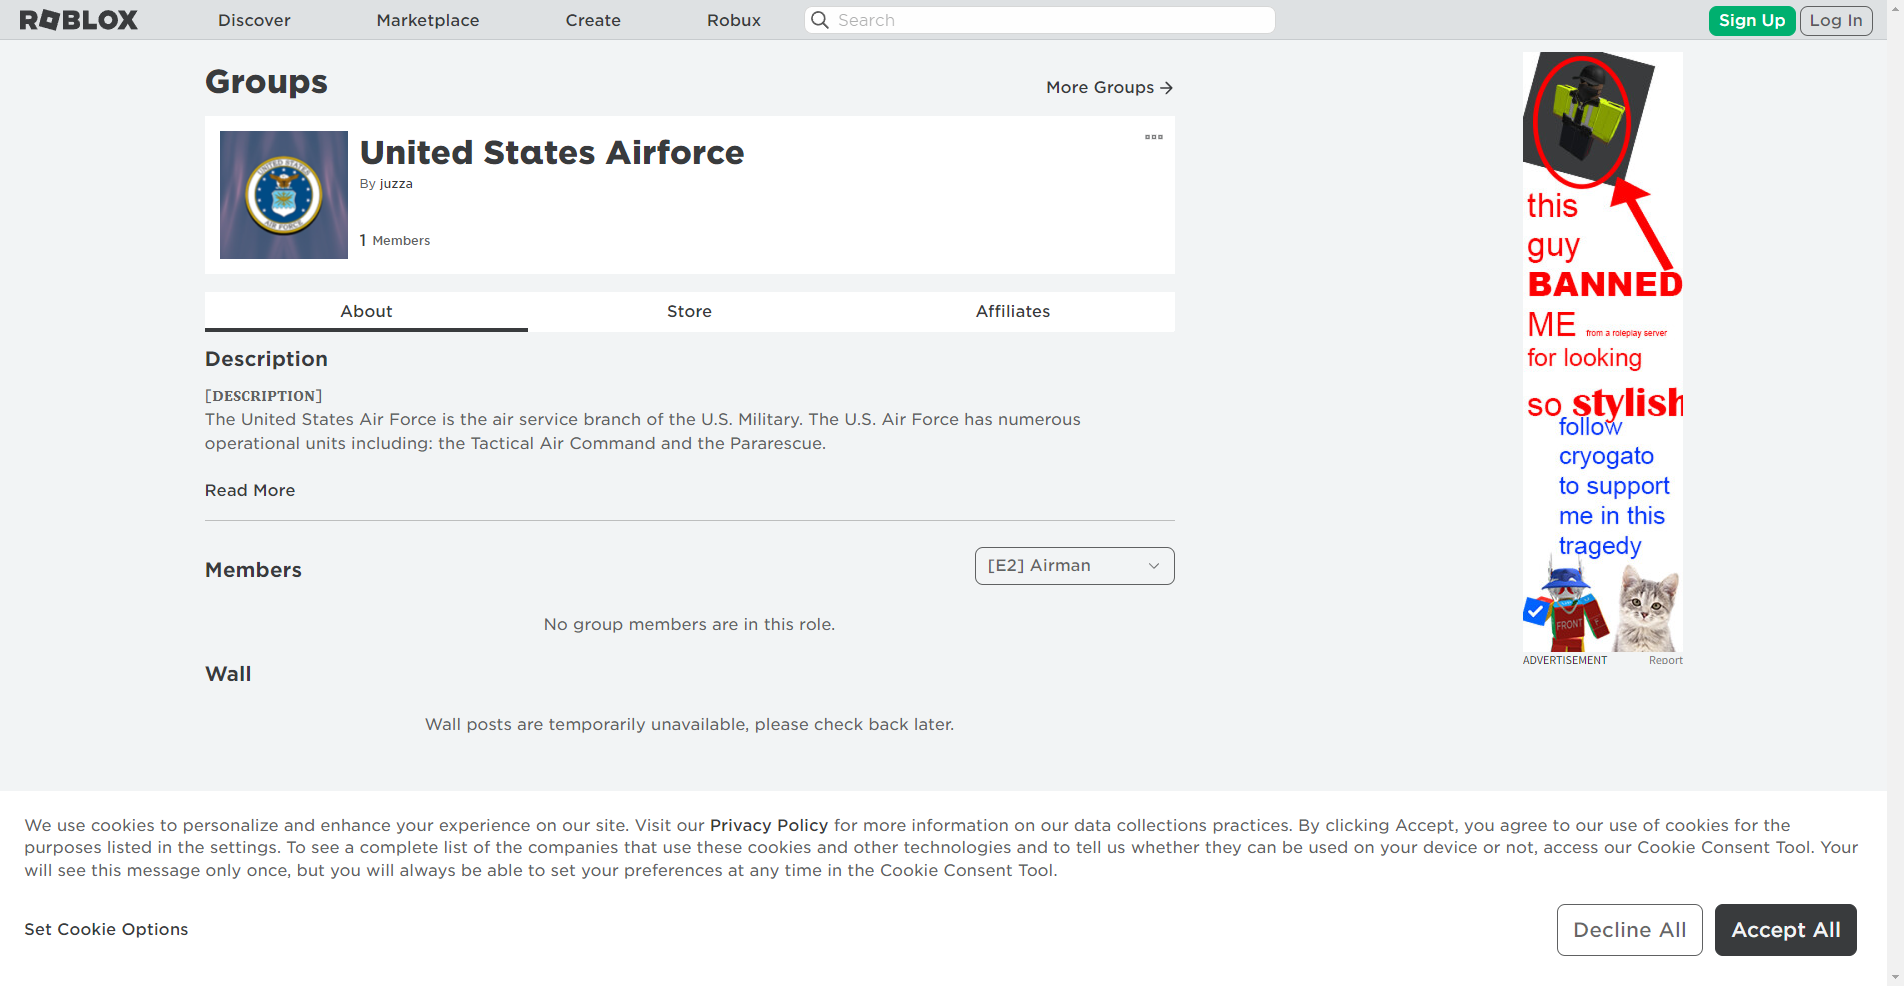 ROBLOX
Discover
Marketplace
Create
Robux
Search
Sign Up
Log In
Groups
More Groups →
United States Airforce
By juzza
1 Members
UNITED STATES
AIR FORCE
About
Store
Affiliates
Description
[DESCRIPTION]
The United States Air Force is the air service branch of the U.S. Military. The U.S. Air Force has numerous
operational units including: the Tactical Air Command and the Pararescue.
Read More
Members
[E2] Airman
No group members are in this role.
Wall
Wall posts are temporarily unavailable, please check back later.
this
guy
BANNED
ME from a roleplay server
for looking
so stylish
follow
cryogato
to support
me in this
tragedy
FRONT
F
ADVERTISEMENT
Report
We use cookies to personalize and enhance your experience on our site. Visit our Privacy Policy for more information on our data collections practices. By clicking Accept, you agree to our use of cookies for the
purposes listed in the settings. To see a complete list of the companies that use these cookies and other technologies and to tell us whether they can be used on your device or not, access our Cookie Consent Tool. Your
will see this message only once, but you will always be able to set your preferences at any time in the Cookie Consent Tool.
Set Cookie Options
Decline All
Accept All